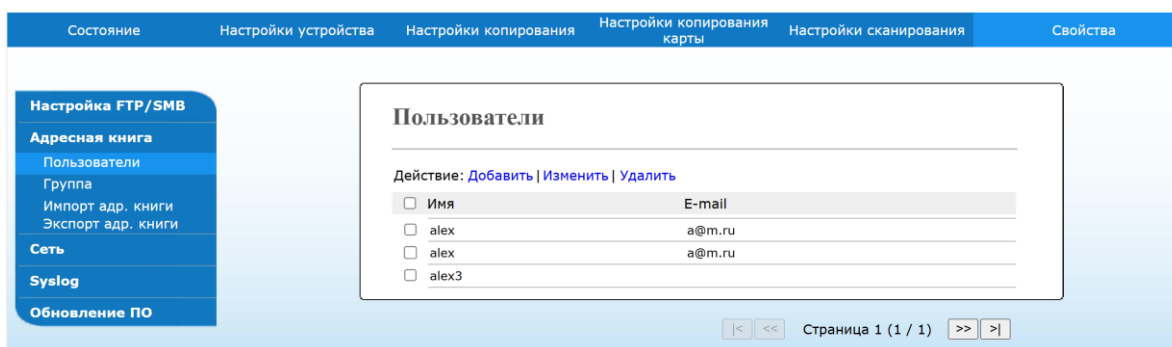 Состояние
Настройки устройства
Настройки копирования
Настройки копирования
карты
Настройки сканирования
Свойства
Настройка FTP/SMB
Адресная книга
Пользователи
Группа
Импорт адр. книги
Экспорт адр. книги
Сеть
Syslog
Обновление ПО
Пользователи
Действие: Добавить | Изменить | Удалить
Имя E-mail
alex a@m.ru
alex a@m.ru
alex3
|< << Страница 1 (1 / 1) >> >|